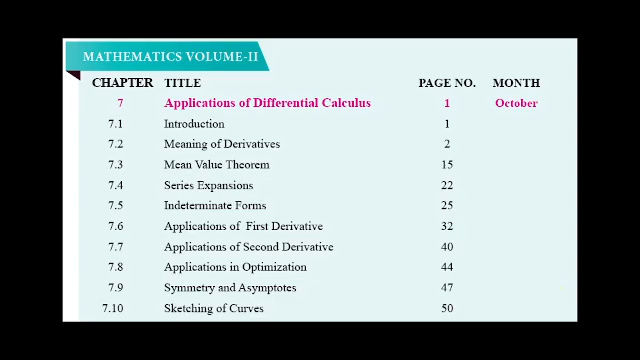 MATHEMATICS VOLUME-II
CHAPTER TITLE PAGE NO. MONTH
7 Applications of Differential Calculus 1 October
7.1 Introduction 1
7.2 Meaning of Derivatives 2
7.3 Mean Value Theorem 15
7.4 Series Expansions 22
7.5 Indeterminate Forms 25
7.6 Applications of First Derivative 32
7.7 Applications of Second Derivative 40
7.8 Applications in Optimization 44
7.9 Symmetry and Asymptotes 47
7.10 Sketching of Curves 50